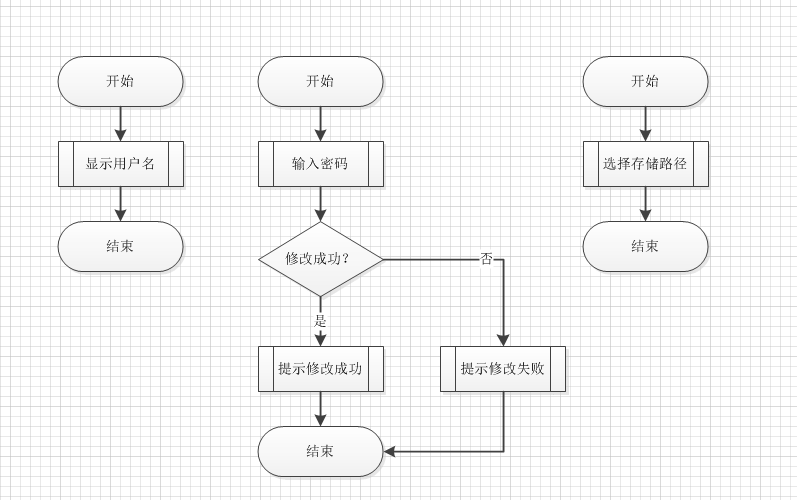 开始
显示用户名
结束
开始
输入密码
修改成功？
否
是
提示修改成功
提示修改失败
结束
开始
选择存储路径
结束